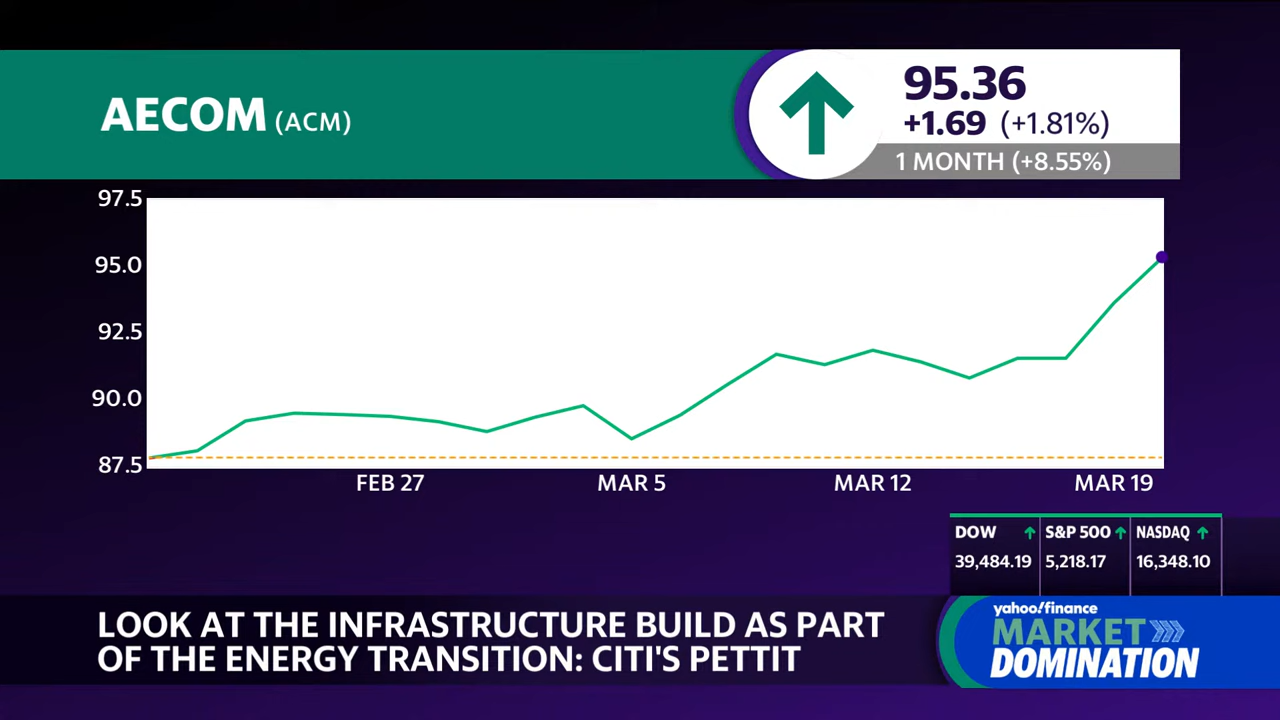 AECOM (ACM)
95.36
+1.69 (+1.81%)
1 MONTH (+8.55%)
97.5
95.0
92.5
90.0
87.5
FEB 27 MAR 5 MAR 12 MAR 19
DOW S&P 500 NASDAQ
39,484.19 5,218.17 16,348.10
LOOK AT THE INFRASTRUCTURE BUILD AS PART
OF THE ENERGY TRANSITION: CITI'S PETTIT
yahoo!finance
MARKET
DOMINATION